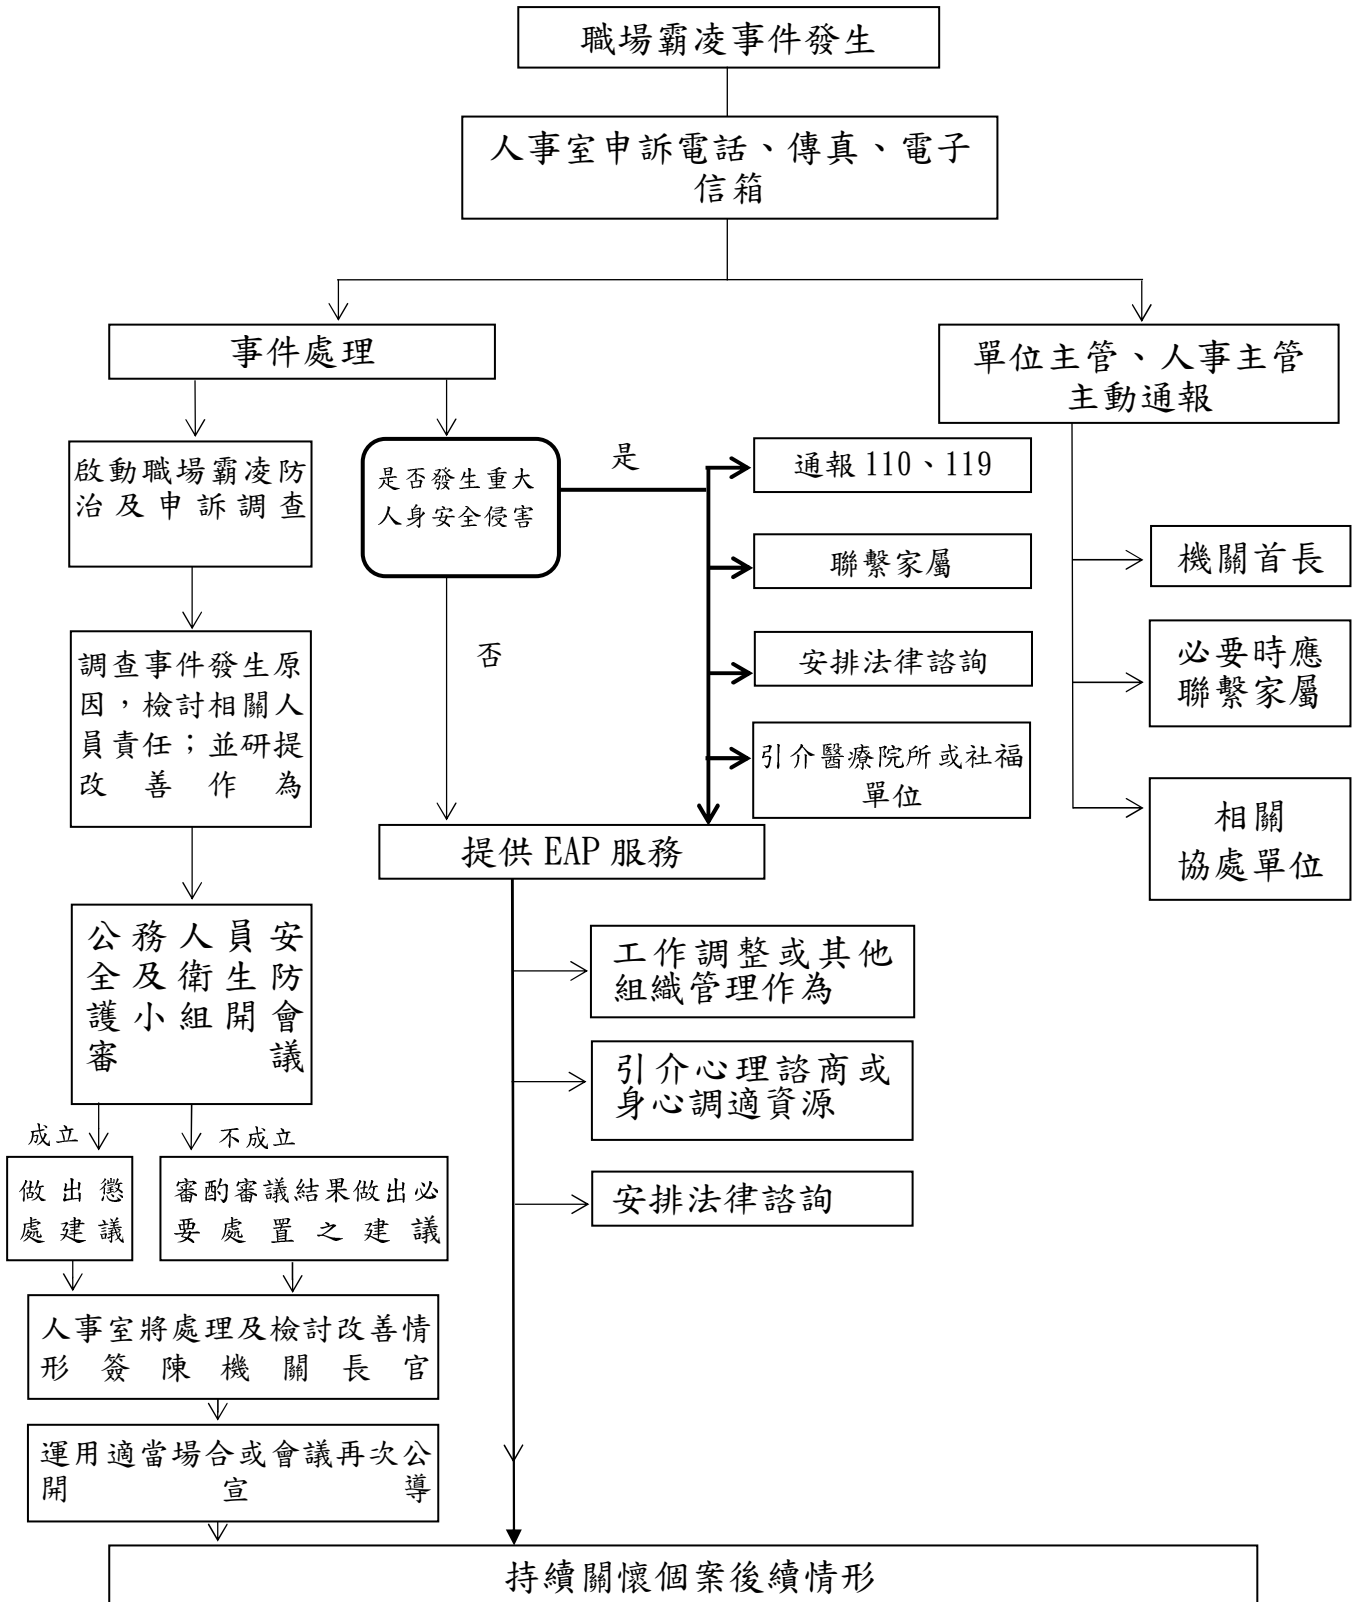 職場霸凌事件發生
人事室申訴電話、傳真、電子
信箱
事件處理
單位主管、人事主管
主動通報
啟動職場霸凌防
治及申訴調查
是否發生重大
人身安全侵害
是
通報 110、119
聯繫家屬
安排法律諮詢
引介醫療院所或社福
單位
機關首長
必要時應
聯繫家屬
相關
協處單位
否
調查事件發生原
因，檢討相關人
員責任；並研提
改善作為
提供 EAP 服務
公務人員安
全及衛生防
護小組開會
審議
工作調整或其他
組織管理作為
引介心理諮商或
身心調適資源
安排法律諮詢
成立
不成立
做出懲
處建議
審酌審議結果做出必
要處置之建議
人事室將處理及檢討改善情
形簽陳機關長官
運用適當場合或會議再次公
開宣導
持續關懷個案後續情形